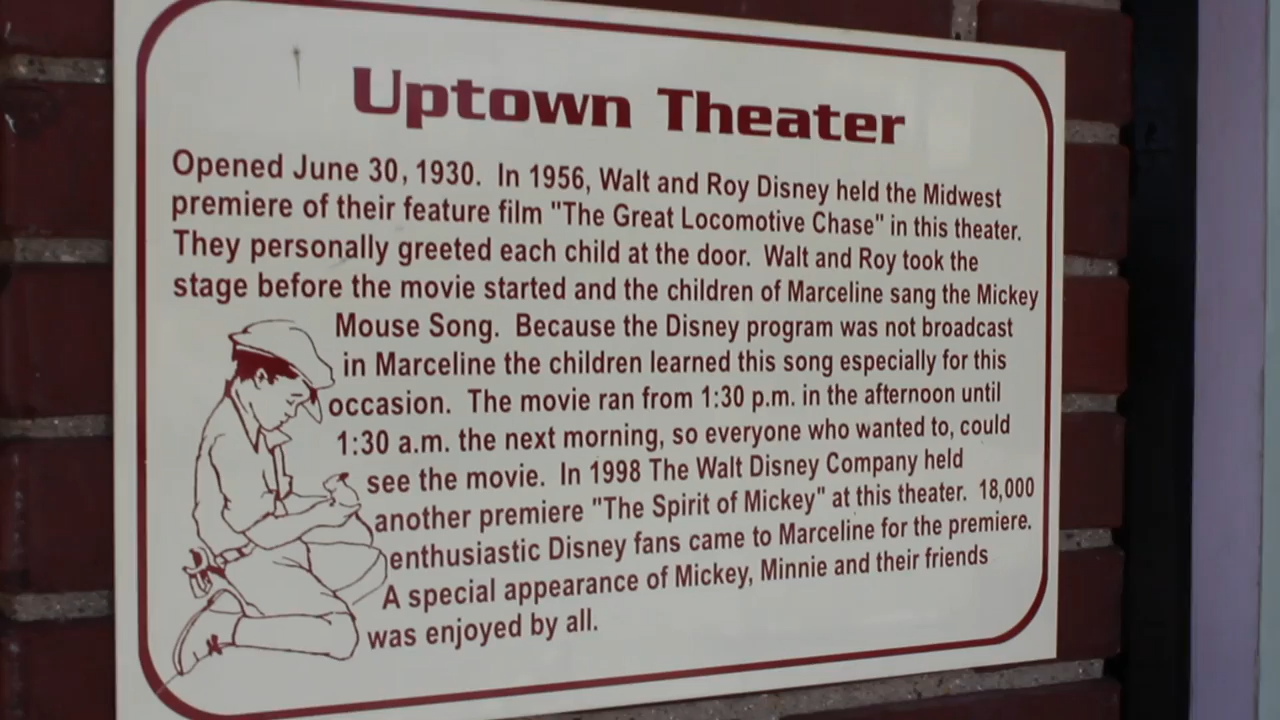 Uptown Theater
Opened June 30, 1930. In 1956, Walt and Roy Disney held the Midwest
premiere of their feature film "The Great Locomotive Chase" in this theater.
They personally greeted each child at the door. Walt and Roy took the
stage before the movie started and the children of Marceline sang the Mickey
Mouse Song. Because the Disney program was not broadcast
in Marceline the children learned this song especially for this
occasion. The movie ran from 1:30 p.m. in the afternoon until
1:30 a.m. the next morning, so everyone who wanted to, could
see the movie. In 1998 The Walt Disney Company held
another premiere "The Spirit of Mickey" at this theater. 18,000
enthusiastic Disney fans came to Marceline for the premiere.
A special appearance of Mickey, Minnie and their friends
was enjoyed by all.